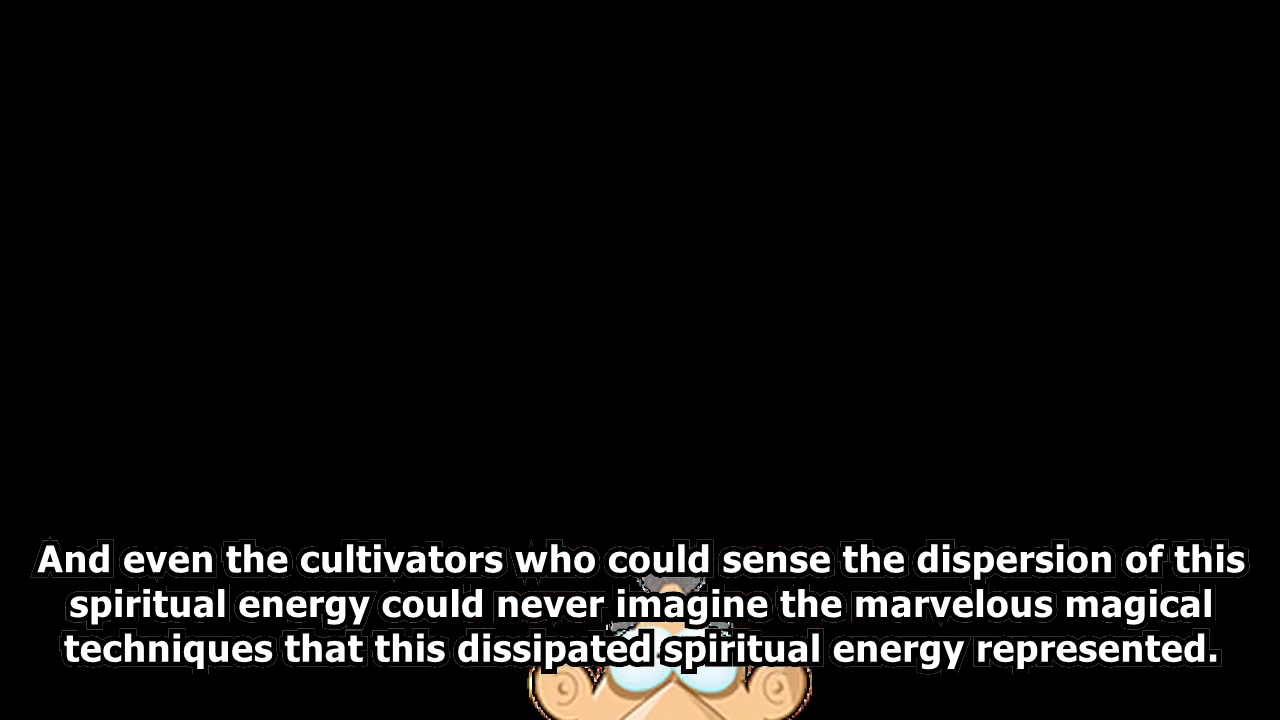 And even the cultivators who could sense the dispersion of this
spiritual energy could never imagine the marvelous magical
techniques that this dissipated spiritual energy represented.